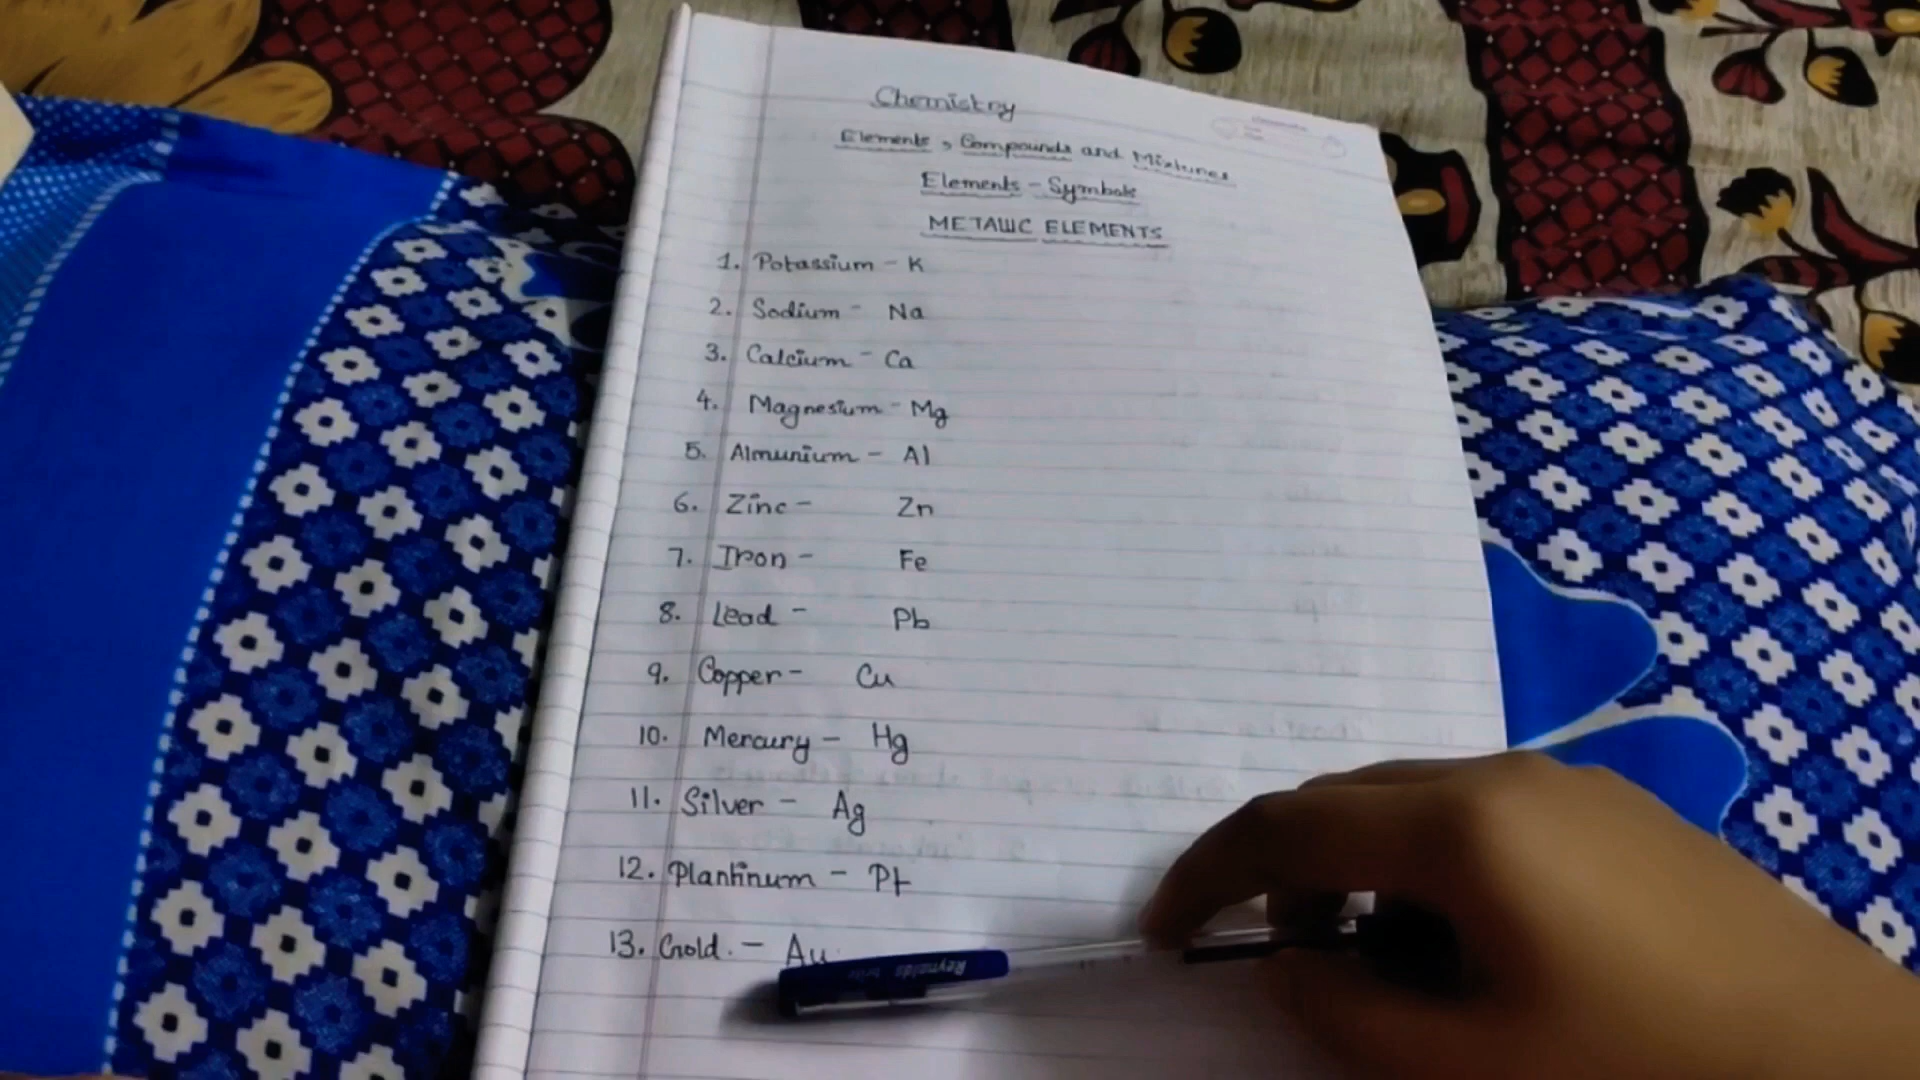 Chemistry
Elements, Compounds and Mixtures
Elements - Symbols
METALLIC ELEMENTS
1. Potassium - K
2. Sodium - Na
3. Calcium - Ca
4. Magnesium - Mg
5. Almunium - Al
6. Zinc - Zn
7. Iron - Fe
8. Lead - Pb
9. Copper - Cu
10. Mercury - Hg
11. Silver - Ag
12. Plantinum - Pt
13. Gold. - Au
Reynolds